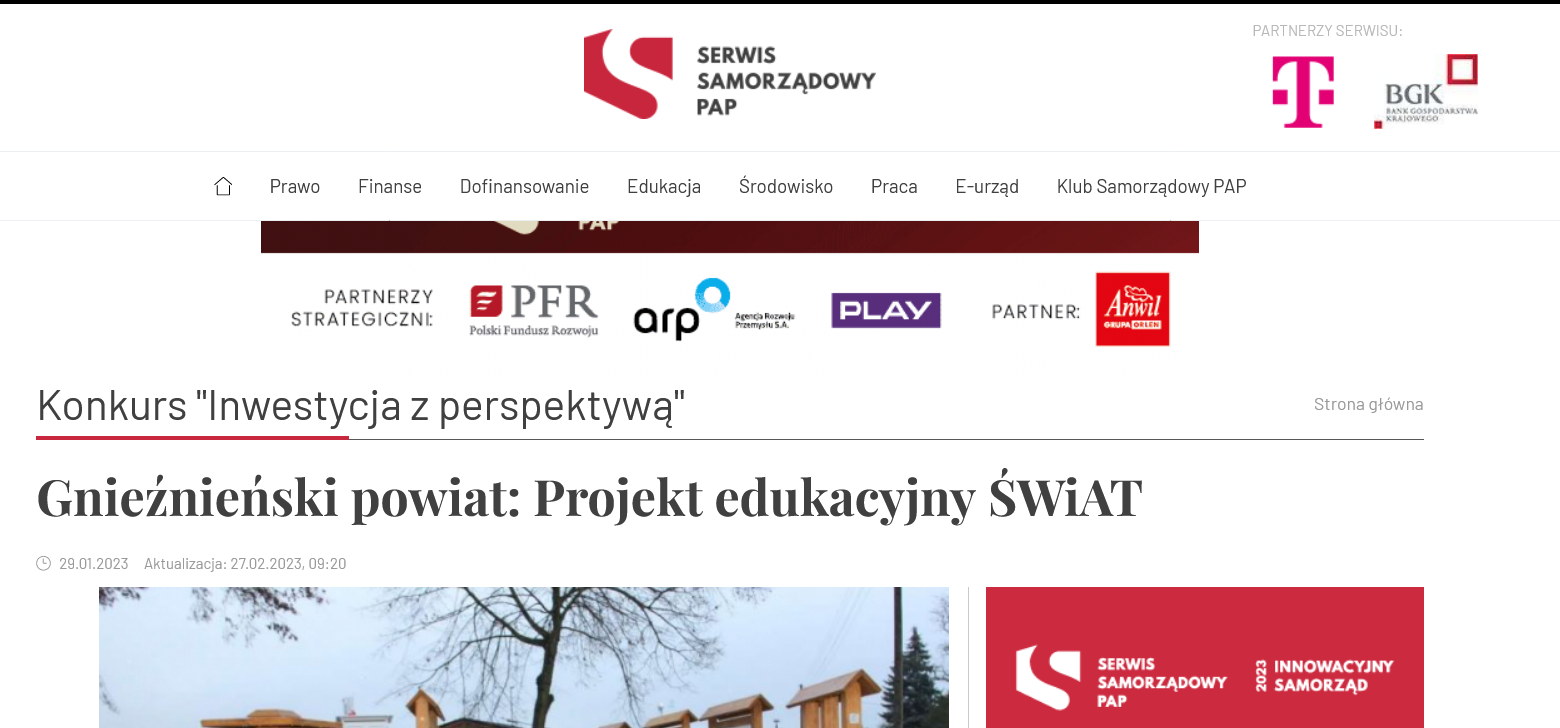 PARTNERZY SERWISU:
SERWIS
SAMORZĄDOWY
PAP
T
BGK
BANK GOSPODARSTWA
KRAJOWEGO
Prawo Finanse Dofinansowanie Edukacja Środowisko Praca E-urząd Klub Samorządowy PAP
PAP
PARTNERZY
STRATEGICZNI:
PFR
Polski Fundusz Rozwoju
arp
Agencja Rozwoju
Przemysłu S.A.
PLAY
PARTNER:
Anwil
GRUPA ORLEN
Konkurs "Inwestycja z perspektywą"
Strona główna
Gnieźnieński powiat: Projekt edukacyjny ŚWiAT
29.01.2023 Aktualizacja: 27.02.2023, 09:20
SERWIS
SAMORZĄDOWY
PAP
2023
INNOWACYJNY
SAMORZĄD